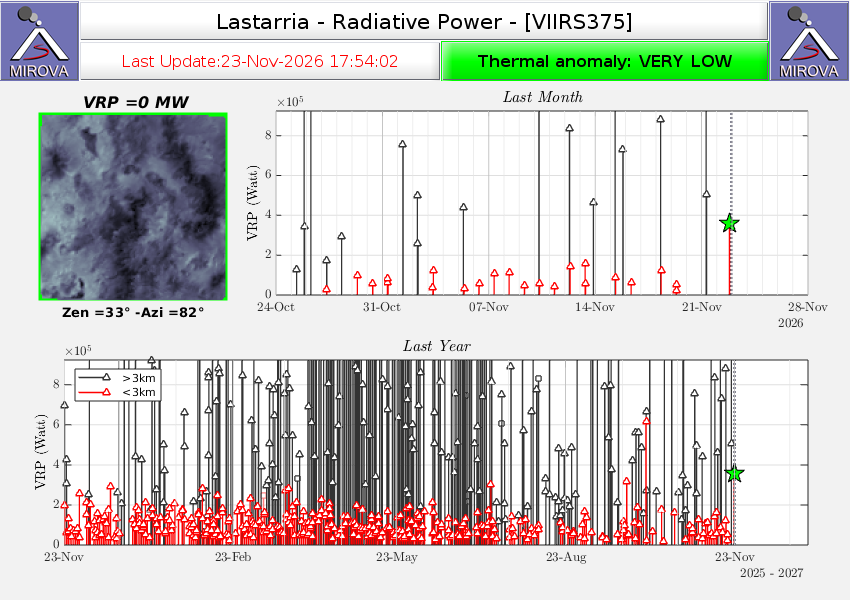 Lastarria - Radiative Power - [VIIRS375]
MIROVA
Last Update:23-Nov-2026 17:54:02
Thermal anomaly: VERY LOW
MIROVA
VRP =0 MW
Zen =33° -Azi =82°
Last Month
×10⁵
VRP (Watt)
8
6
4
2
0
24-Oct 31-Oct 07-Nov 14-Nov 21-Nov 28-Nov
2026
Last Year
×10⁵
VRP (Watt)
>3km
<3km
8
6
4
2
0
23-Nov 23-Feb 23-May 23-Aug 23-Nov
2025 - 2027